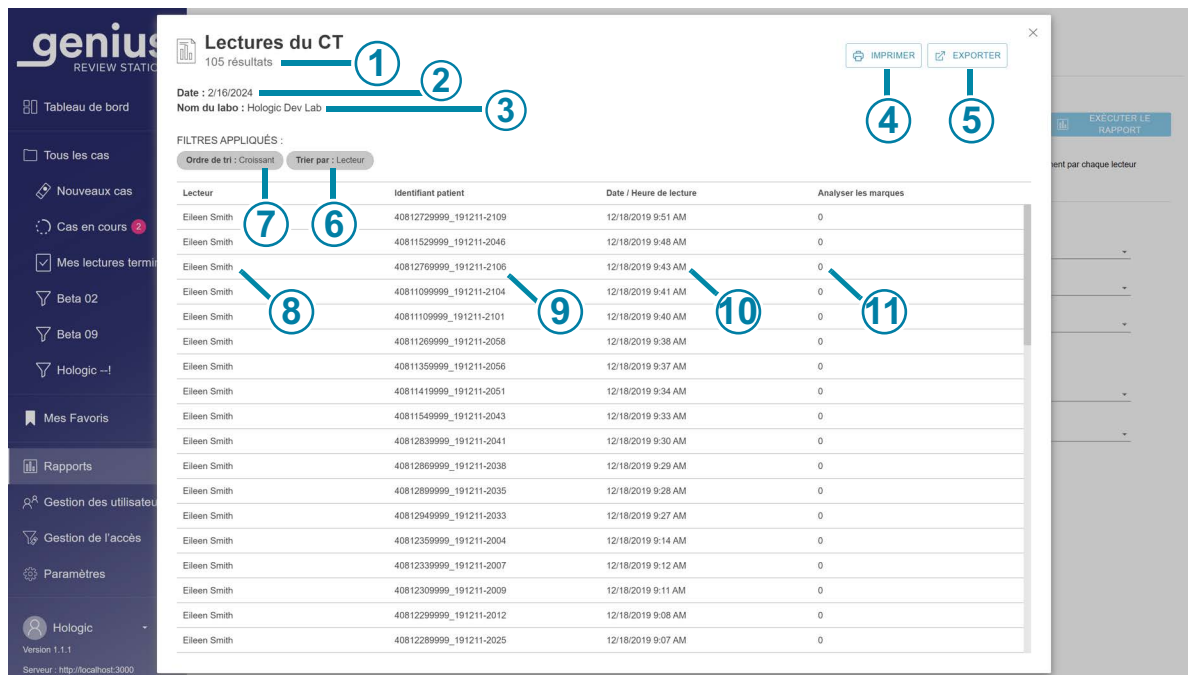 genius
REVIEW STATIC
Tableau de bord
Tous les cas
Nouveaux cas
Cas en cours 2
Mes lectures termi
Beta 02
Beta 09
Hologic --!
Mes Favoris
Rapports
Gestion des utilisateu
Gestion de l'accès
Paramètres
Hologic
Version 1.1.1
Serveur : http://localhost:3000
Lectures du CT
105 résultats
1
Date : 2/16/2024
2
Nom du labo : Hologic Dev Lab
3
IMPRIMER
4
EXPORTER
5
FILTRES APPLIQUÉS :
Ordre de tri : Croissant
Trier par : Lecteur
7
6
Lecteur Identifiant patient Date / Heure de lecture Analyser les marques
Eileen Smith 40812729999_191211-2109 12/18/2019 9:51 AM 0
Eileen Smith 40811529999_191211-2046 12/18/2019 9:48 AM 0
Eileen Smith 40812769999_191211-2106 12/18/2019 9:43 AM 0
Eileen Smith 40811099999_191211-2104 12/18/2019 9:41 AM 0
8
9
10
11
Eileen Smith 40811109999_191211-2101 12/18/2019 9:40 AM 0
Eileen Smith 40811269999_191211-2058 12/18/2019 9:38 AM 0
Eileen Smith 40811359999_191211-2056 12/18/2019 9:37 AM 0
Eileen Smith 40811419999_191211-2051 12/18/2019 9:34 AM 0
Eileen Smith 40811549999_191211-2043 12/18/2019 9:33 AM 0
Eileen Smith 40812839999_191211-2041 12/18/2019 9:30 AM 0
Eileen Smith 40812869999_191211-2038 12/18/2019 9:29 AM 0
Eileen Smith 40812899999_191211-2035 12/18/2019 9:28 AM 0
Eileen Smith 40812949999_191211-2033 12/18/2019 9:27 AM 0
Eileen Smith 40812359999_191211-2004 12/18/2019 9:14 AM 0
Eileen Smith 40812339999_191211-2007 12/18/2019 9:12 AM 0
Eileen Smith 40812309999_191211-2009 12/18/2019 9:11 AM 0
Eileen Smith 40812299999_191211-2012 12/18/2019 9:08 AM 0
Eileen Smith 40812289999_191211-2025 12/18/2019 9:07 AM 0
EXÉCUTER LE
RAPPORT
ent par chaque lecteur